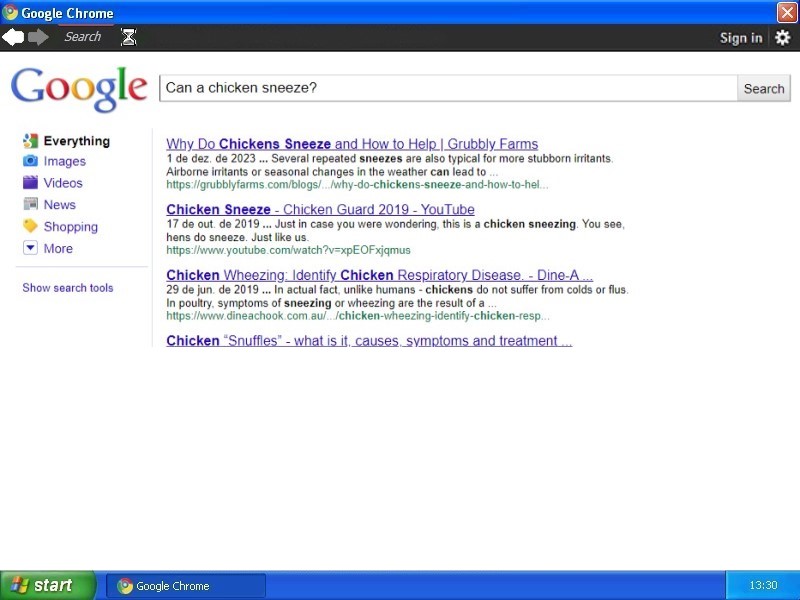 Google Chrome
Search
Sign in
Google
Can a chicken sneeze?
Search
Everything
Images
Videos
News
Shopping
More
Show search tools
Why Do Chickens Sneeze and How to Help | Grubbly Farms
1 de dez. de 2023 ... Several repeated sneezes are also typical for more stubborn irritants.
Airborne irritants or seasonal changes in the weather can lead to ...
https://grubblyfarms.com/blogs/.../why-do-chickens-sneeze-and-how-to-hel...
Chicken Sneeze - Chicken Guard 2019 - YouTube
17 de out. de 2019 ... Just in case you were wondering, this is a chicken sneezing. You see,
hens do sneeze. Just like us.
https://www.youtube.com/watch?v=xpEOFxjqmus
Chicken Wheezing: Identify Chicken Respiratory Disease. - Dine-A ...
29 de jun. de 2019 ... In actual fact, unlike humans - chickens do not suffer from colds or flus.
In poultry, symptoms of sneezing or wheezing are the result of a ...
https://www.dineachook.com.au/.../chicken-wheezing-identify-chicken-resp...
Chicken “Snuffles” - what is it, causes, symptoms and treatment ...
start
Google Chrome
13:30